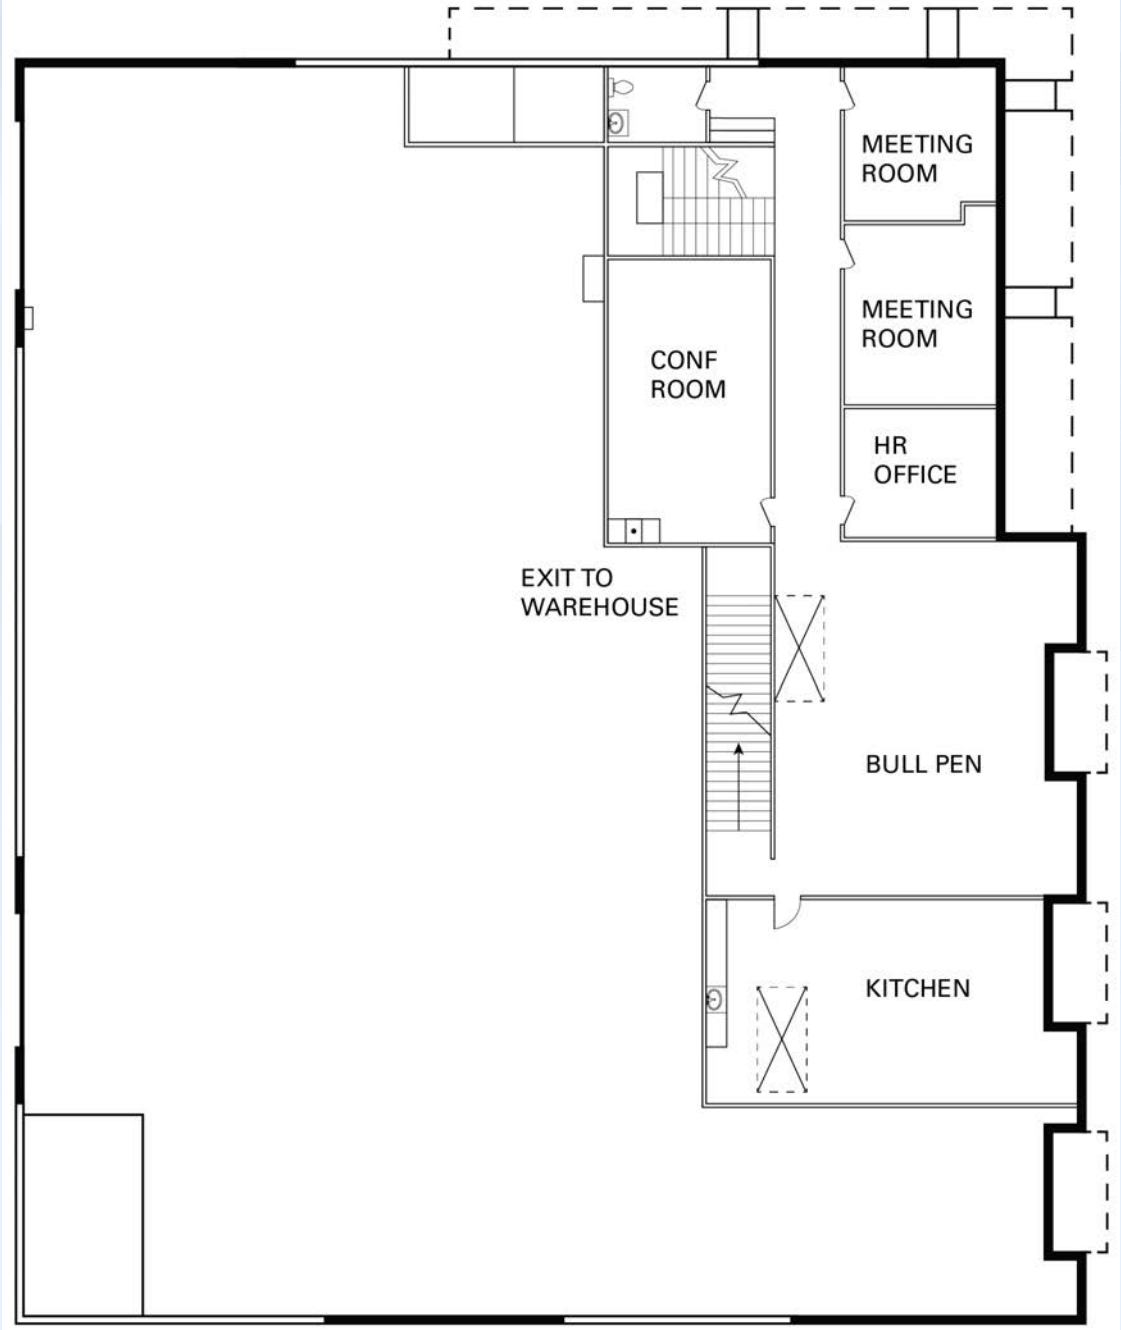 MEETING
ROOM
MEETING
ROOM
CONF
ROOM
HR
OFFICE
EXIT TO
WAREHOUSE
BULL PEN
KITCHEN